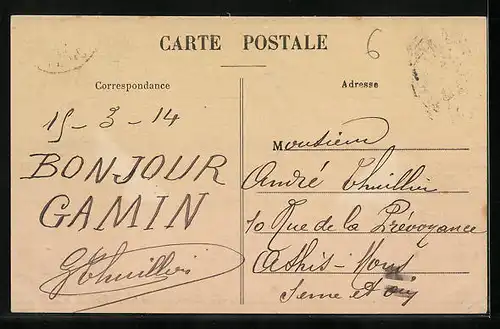 CARTE POSTALE
6
Correspondance
Adresse
15-3-14
BONJOUR
GAMIN
GThuillier
Monsieur
André Thuillier
10 Rue de la Prévoyance
Athis-Mons
Seine et Oise